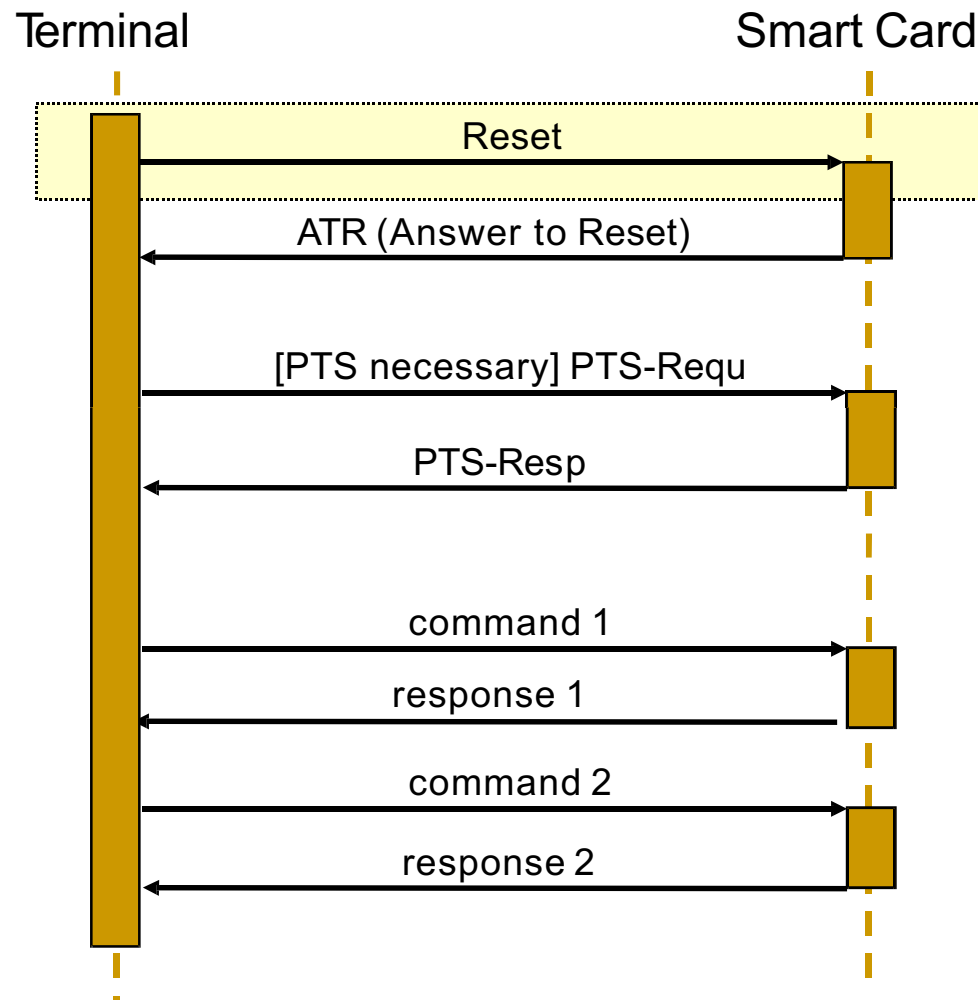 Terminal
Smart Card
Reset
ATR (Answer to Reset)
[PTS necessary] PTS-Requ
PTS-Resp
command 1
response 1
command 2
response 2